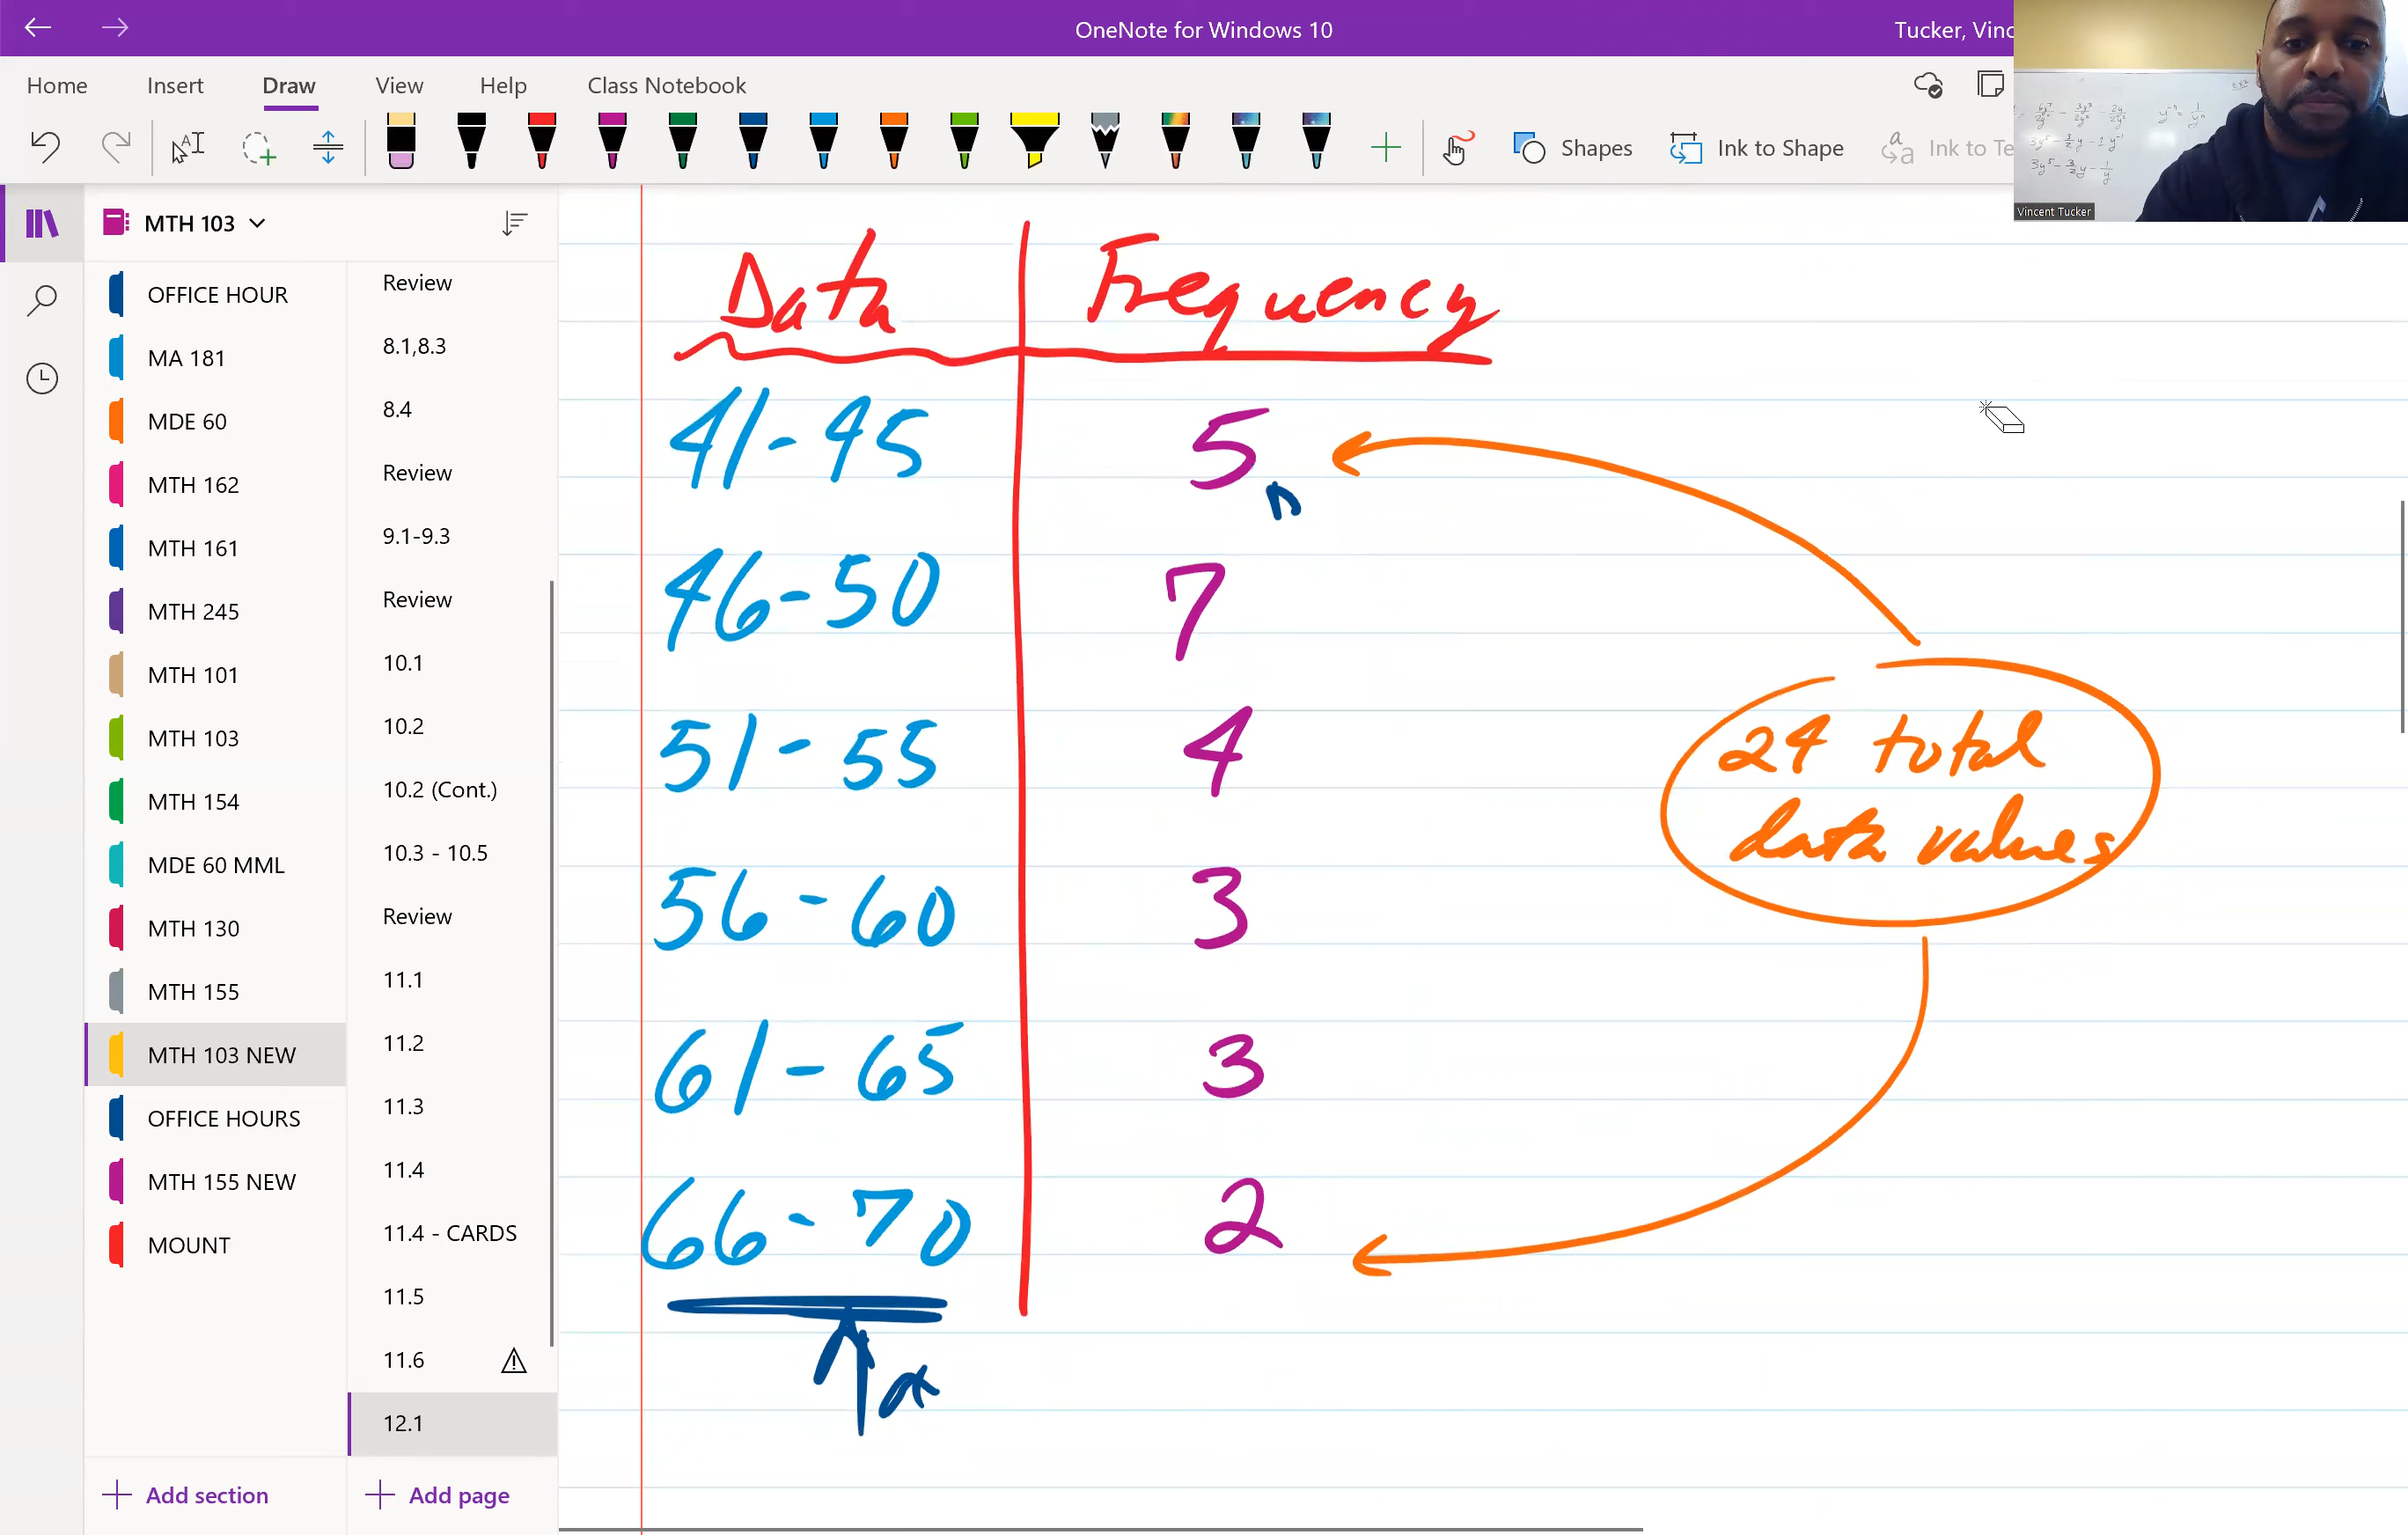 OneNote for Windows 10
Tucker, Vinc
Home Insert Draw View Help Class Notebook
Shapes Ink to Shape Ink to Te
Vincent Tucker
MTH 103
OFFICE HOUR
MA 181
MDE 60
MTH 162
MTH 161
MTH 245
MTH 101
MTH 103
MTH 154
MDE 60 MML
MTH 130
MTH 155
MTH 103 NEW
OFFICE HOURS
MTH 155 NEW
MOUNT
Add section
Review
8.1,8.3
8.4
Review
9.1-9.3
Review
10.1
10.2
10.2 (Cont.)
10.3 - 10.5
Review
11.1
11.2
11.3
11.4
11.4 - CARDS
11.5
11.6
12.1
Add page
Data Frequency
41-45 5
46-50 7
51-55 4
56-60 3
61-65 3
66-70 2
24 total
data values